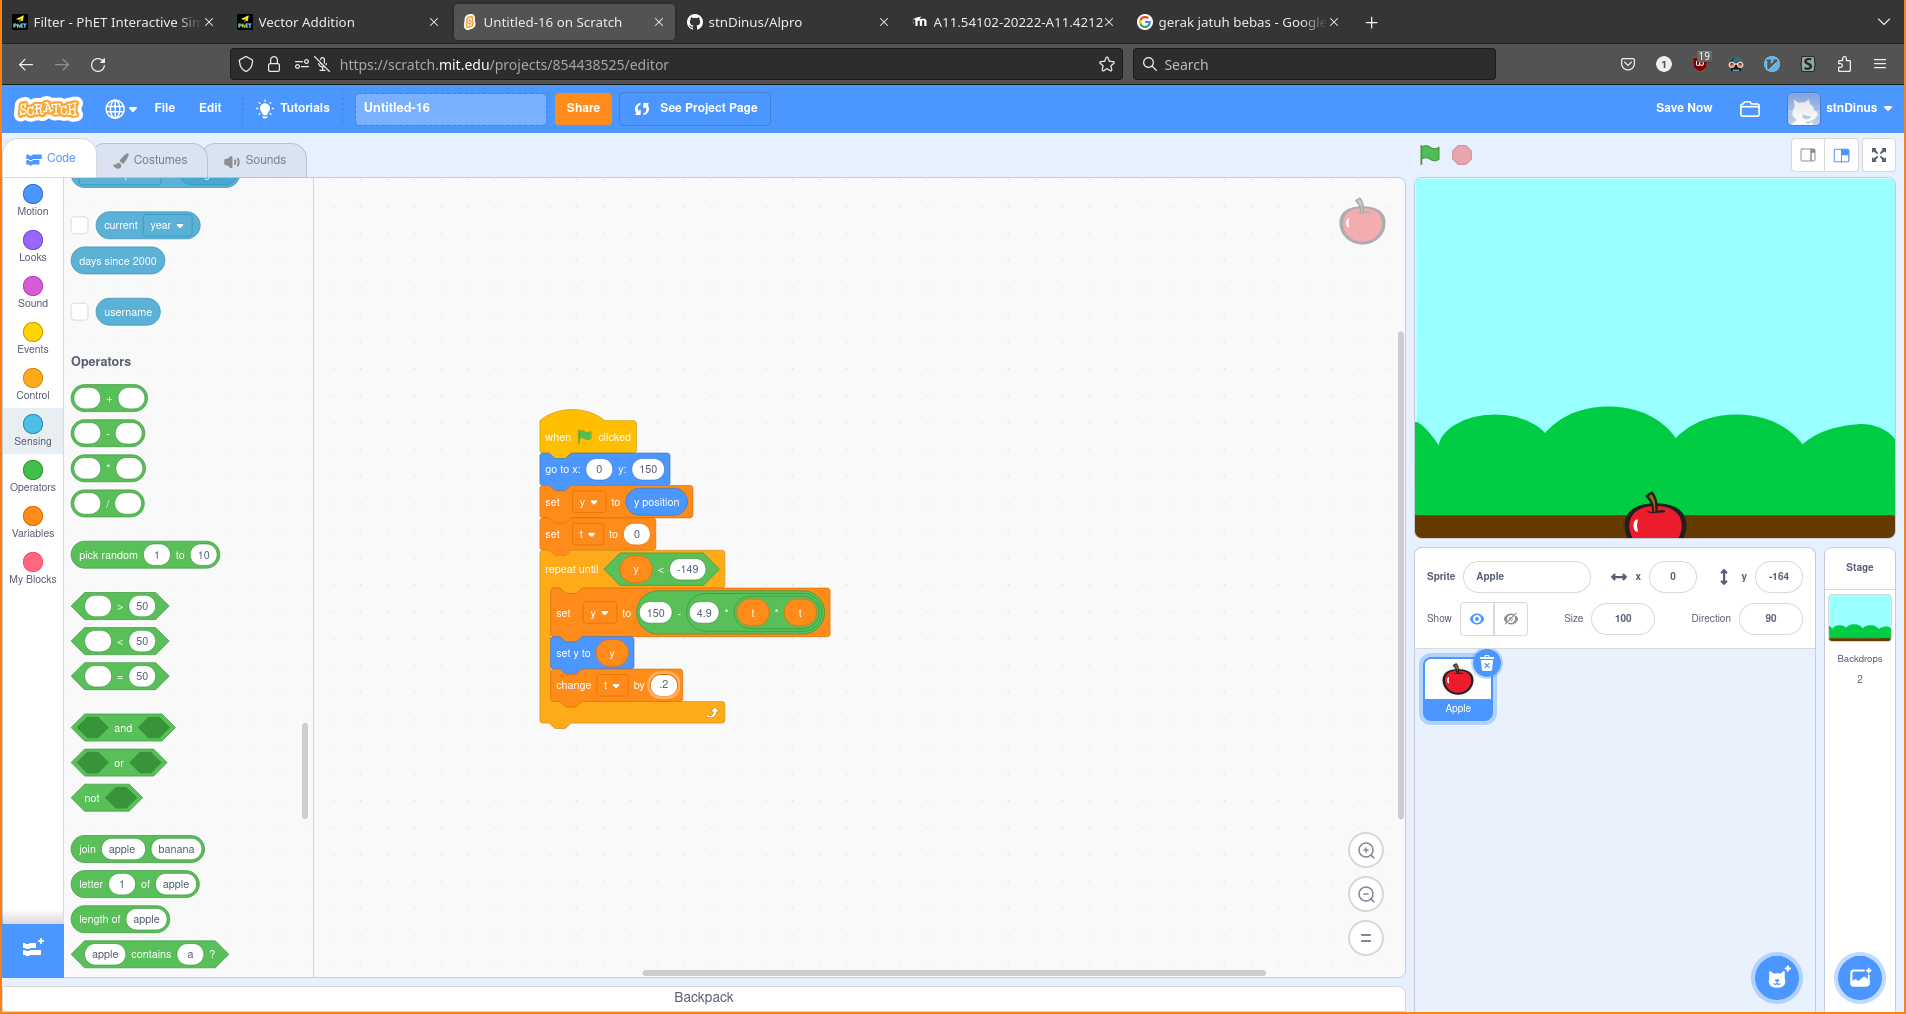 Filter - PhET Interactive Sim
Vector Addition
Untitled-16 on Scratch
stnDinus/Alpro
A11.54102-20222-A11.4212
gerak jatuh bebas - Google
https://scratch.mit.edu/projects/854438525/editor
Search
1
19
SCRATCH
File
Edit
Tutorials
Untitled-16
Share
See Project Page
Save Now
stnDinus
Code
Costumes
Sounds
Motion
Looks
Sound
Events
Control
Sensing
Operators
Variables
My Blocks
current year
days since 2000
username
Operators
+
-
*
/
pick random 1 to 10
> 50
< 50
= 50
and
or
not
join apple banana
letter 1 of apple
length of apple
apple contains a ?
when clicked
go to x: 0 y: 150
set y to y position
set t to 0
repeat until y < -149
set y to 150 - 4.9 * t * t
set y to y
change t by .2
Sprite Apple x 0 y -164
Show Size 100 Direction 90
Apple
Stage
Backdrops
2
Backpack